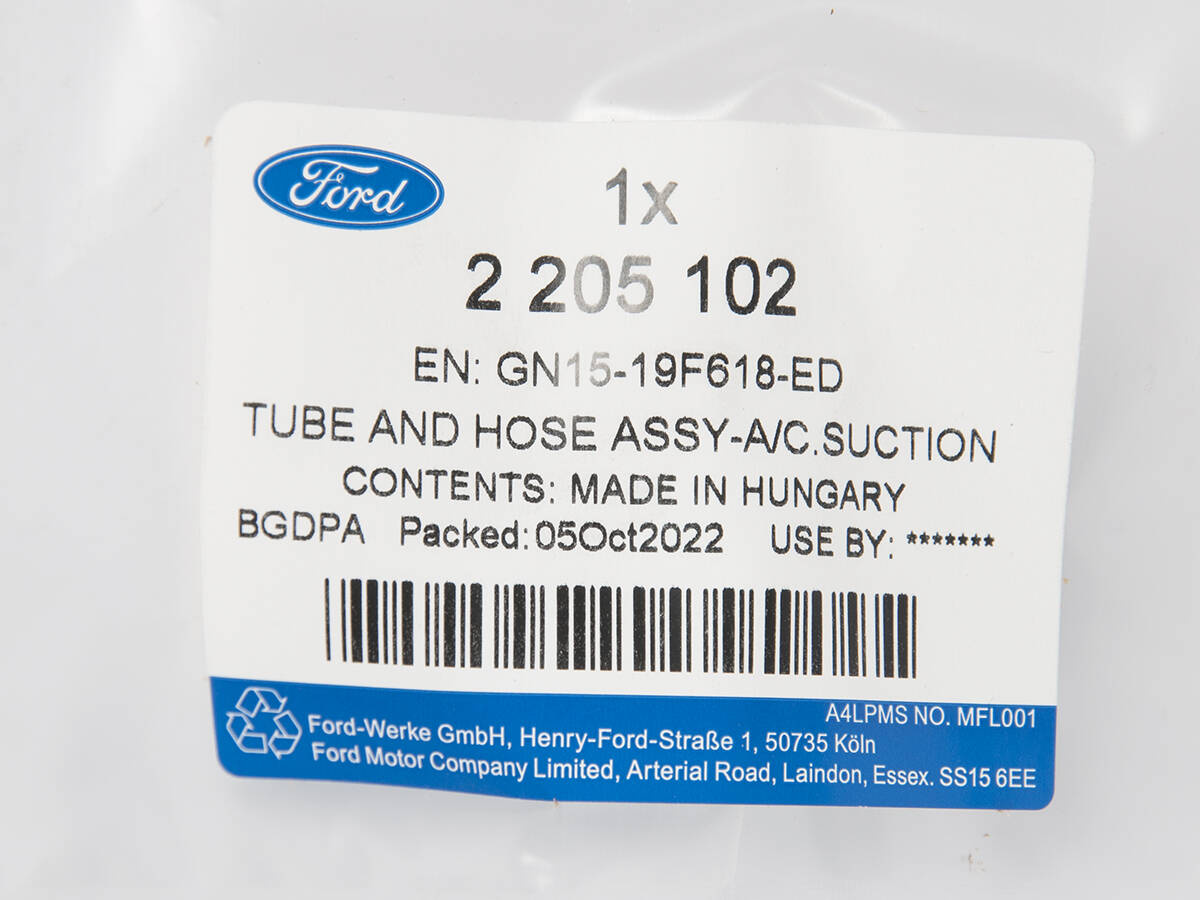 Ford
1x
2 205 102
EN: GN15-19F618-ED
TUBE AND HOSE ASSY-A/C.SUCTION
CONTENTS: MADE IN HUNGARY
BGDPA Packed: 05Oct2022 USE BY: *******
A4LPMS NO. MFL001
Ford-Werke GmbH, Henry-Ford-Straße 1, 50735 Köln
Ford Motor Company Limited, Arterial Road, Laindon, Essex. SS15 6EE